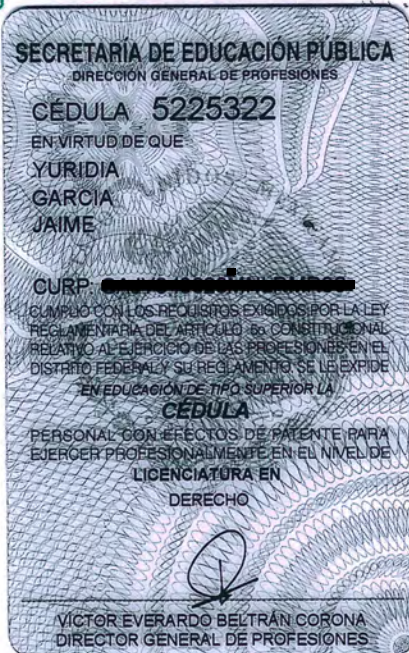 SECRETARÍA DE EDUCACIÓN PÚBLICA
DIRECCIÓN GENERAL DE PROFESIONES
CÉDULA 5225322
EN VIRTUD DE QUE
YURIDIA
GARCIA
JAIME
CURP
CUMPLIÓ CON LOS REQUISITOS EXIGIDOS POR LA LEY
REGLAMENTARIA DEL ARTÍCULO 5o. CONSTITUCIONAL
RELATIVO AL EJERCICIO DE LAS PROFESIONES EN EL
DISTRITO FEDERAL Y SU REGLAMENTO, SE LE EXPIDE
EN EDUCACIÓN DE TIPO SUPERIOR LA
CÉDULA
PERSONAL CON EFECTOS DE PATENTE PARA
EJERCER PROFESIONALMENTE EN EL NIVEL DE
LICENCIATURA EN
DERECHO
VÍCTOR EVERARDO BELTRÁN CORONA
DIRECTOR GENERAL DE PROFESIONES